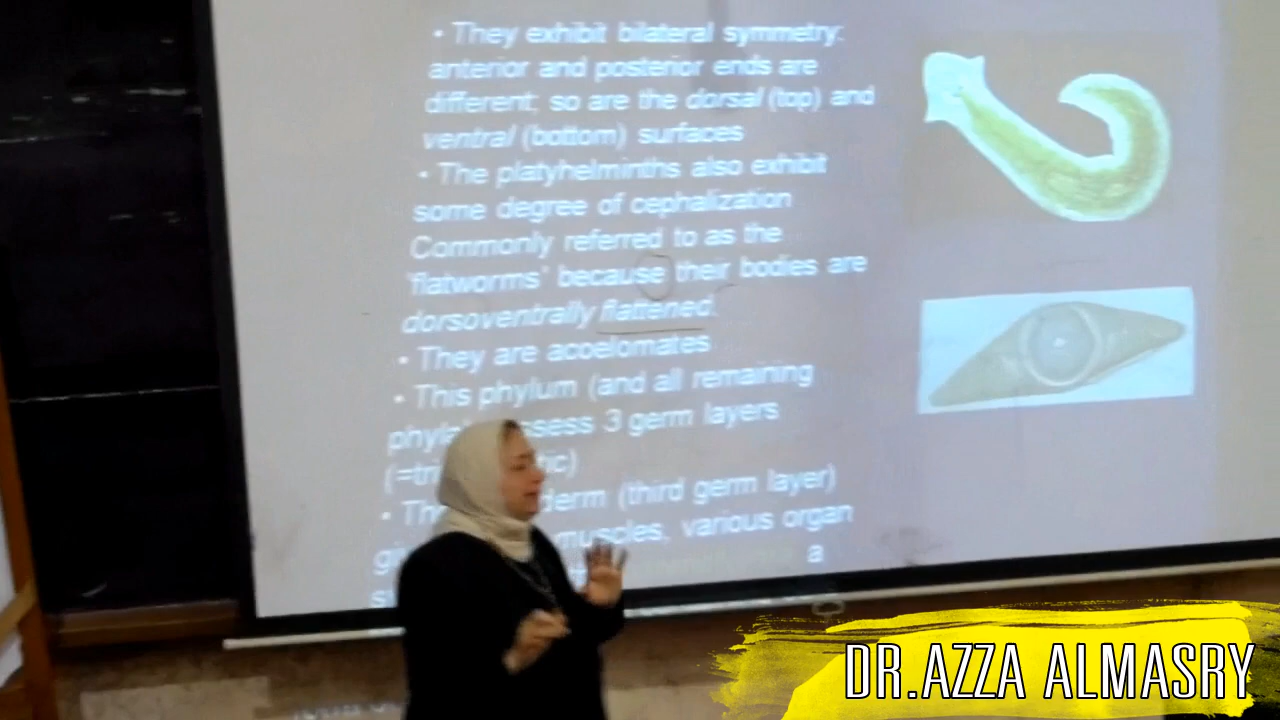 • They exhibit bilateral symmetry:
anterior and posterior ends are
different; so are the dorsal (top) and
ventral (bottom) surfaces
• The platyhelminths also exhibit
some degree of cephalization
Commonly referred to as the
'flatworms' because their bodies are
dorsoventrally flattened.
• They are acoelomates
• This phylum (and all remaining
3 germ layers
(third germ layer)
muscles, various organ
a
DR.AZZA ALMASRY